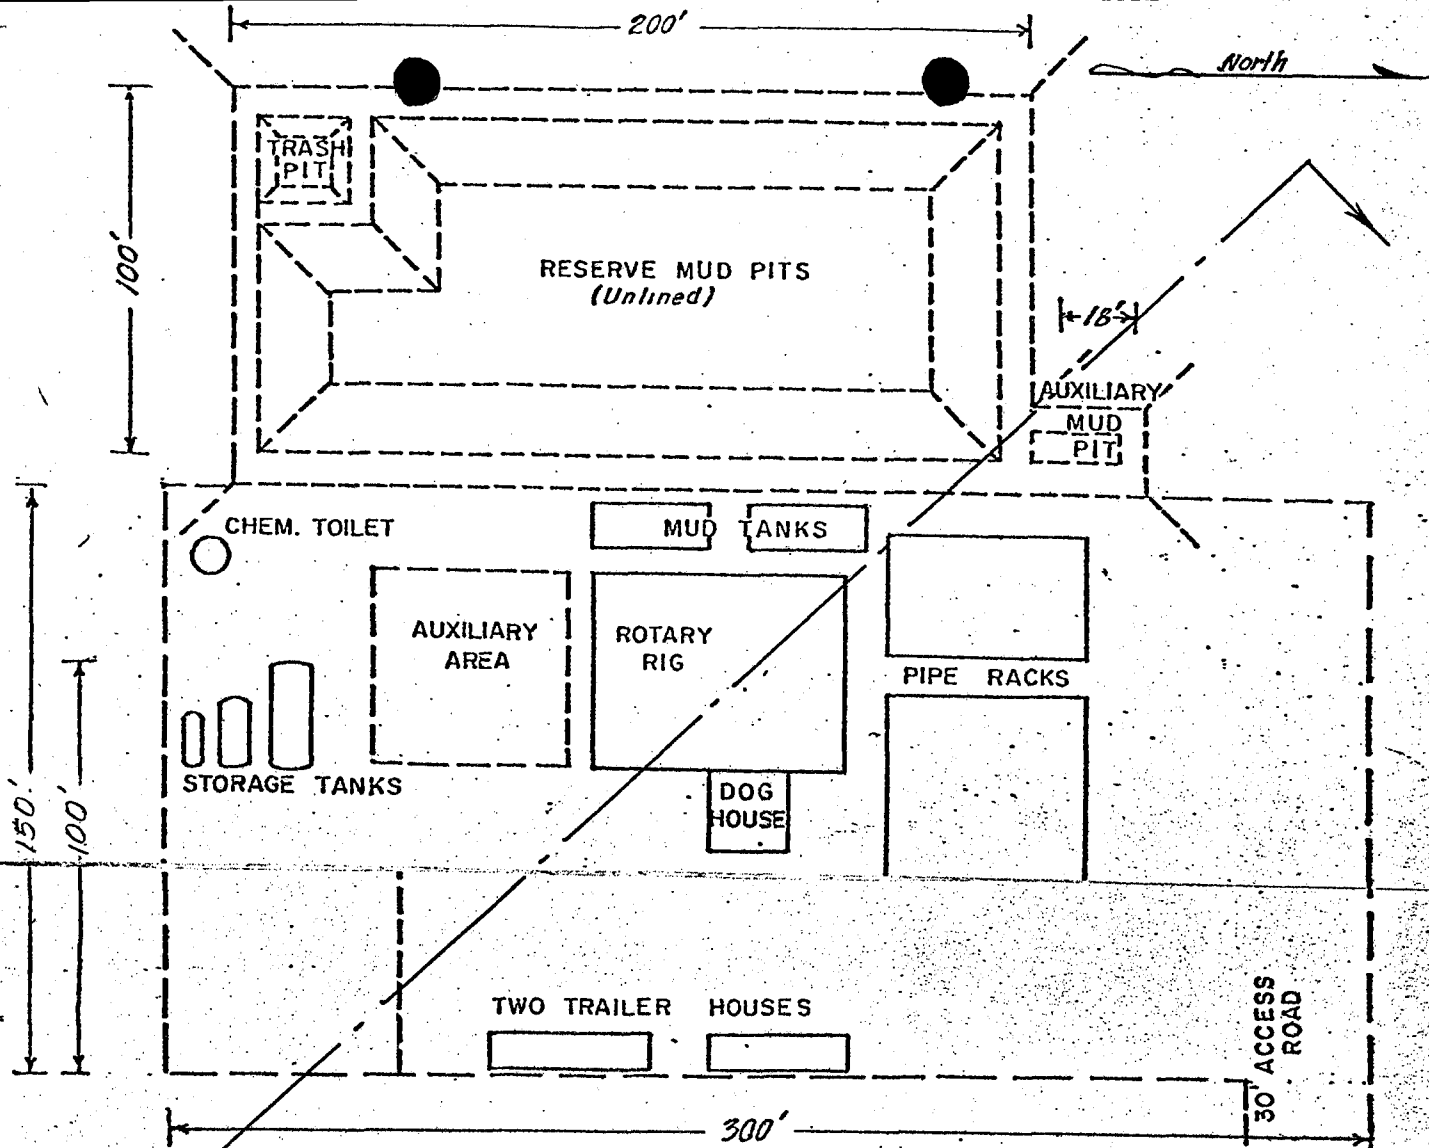 200'
North
TRASH
PIT
100'
RESERVE MUD PITS
(Unlined)
18'
AUXILIARY
MUD
PIT
CHEM. TOILET
MUD TANKS
AUXILIARY
AREA
ROTARY
RIG
PIPE RACKS
STORAGE TANKS
DOG
HOUSE
150'
100'
TWO TRAILER HOUSES
30' ACCESS
ROAD
300'